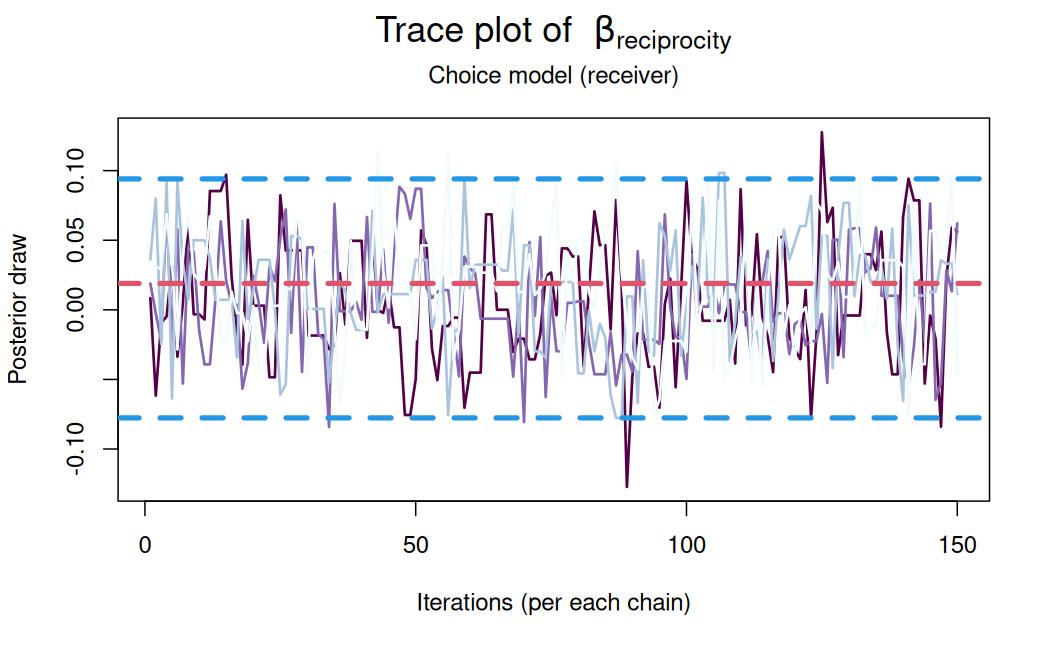 Trace plot of β reciprocity
Choice model (receiver)
Posterior draw
0.10
0.05
0.00
-0.10
0
50
100
150
Iterations (per each chain)